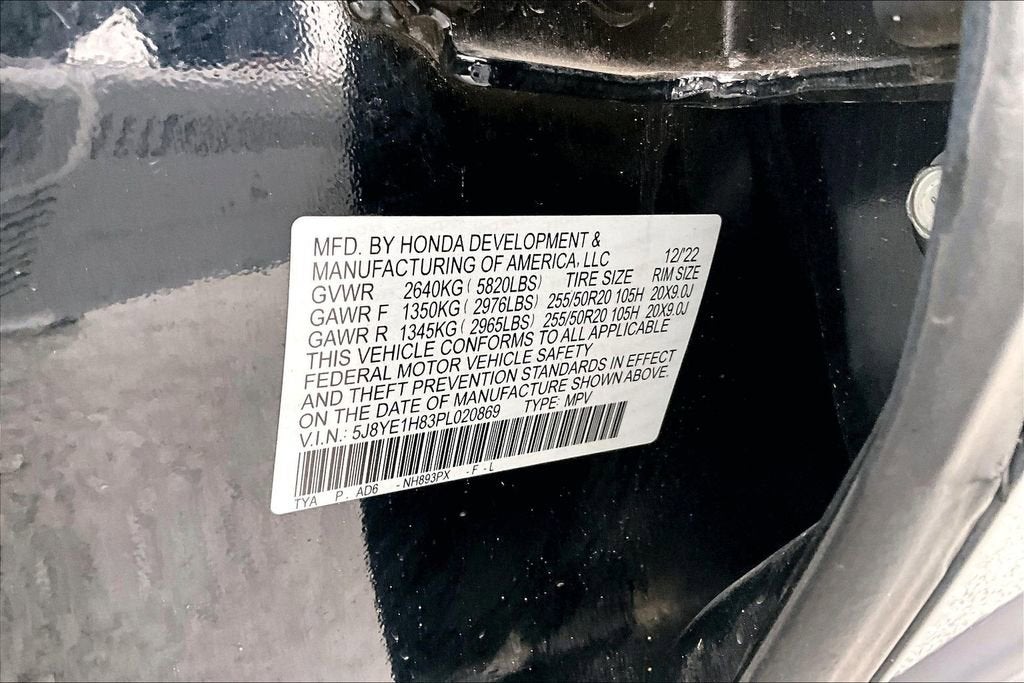 MFD. BY HONDA DEVELOPMENT &
MANUFACTURING OF AMERICA, LLC 12/'22
GVWR 2640KG ( 5820LBS) TIRE SIZE RIM SIZE
GAWR F 1350KG ( 2976LBS) 255/50R20 105H 20X9.0J
GAWR R 1345KG ( 2965LBS) 255/50R20 105H 20X9.0J
THIS VEHICLE CONFORMS TO ALL APPLICABLE
FEDERAL MOTOR VEHICLE SAFETY
AND THEFT PREVENTION STANDARDS IN EFFECT
ON THE DATE OF MANUFACTURE SHOWN ABOVE.
V.I.N.: 5J8YE1H83PL020869 TYPE: MPV
TYA P. AD6 -NH893PX -F-L